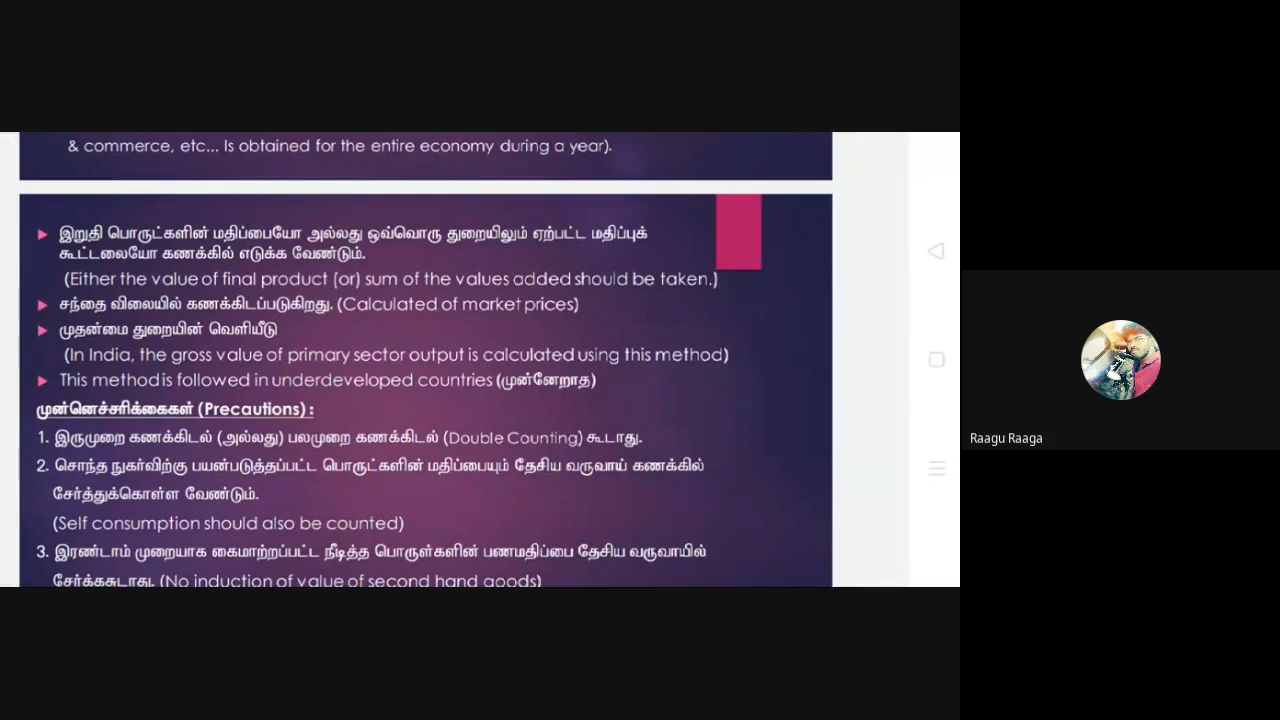 & commerce, etc... Is obtained for the entire economy during a year).
இறுதி பொருட்களின் மதிப்பையோ அல்லது ஒவ்வொரு துறையிலும் ஏற்பட்ட மதிப்புக்
கூட்டலையோ கணக்கில் எடுக்க வேண்டும்.
(Either the value of final product (or) sum of the values added should be taken.)
சந்தை விலையில் கணக்கிடப்படுகிறது. (Calculated of market prices)
முதன்மை துறையின் வெளியீடு
(In India, the gross value of primary sector output is calculated using this method)
This method is followed in underdeveloped countries (முன்னேறாத)
முன்னெச்சரிக்கைகள் (Precautions) :
1. இருமுறை கணக்கிடல் (அல்லது) பலமுறை கணக்கிடல் (Double Counting) கூடாது.
2. சொந்த நுகர்விற்கு பயன்படுத்தப்பட்ட பொருட்களின் மதிப்பையும் தேசிய வருவாய் கணக்கில்
சேர்த்துக்கொள்ள வேண்டும்.
(Self consumption should also be counted)
3. இரண்டாம் முறையாக கைமாற்றப்பட்ட நீடித்த பொருள்களின் பணமதிப்பை தேசிய வருவாயில்
சேர்க்ககூடாது. (No induction of value of second hand goods)
Raagu Raaga